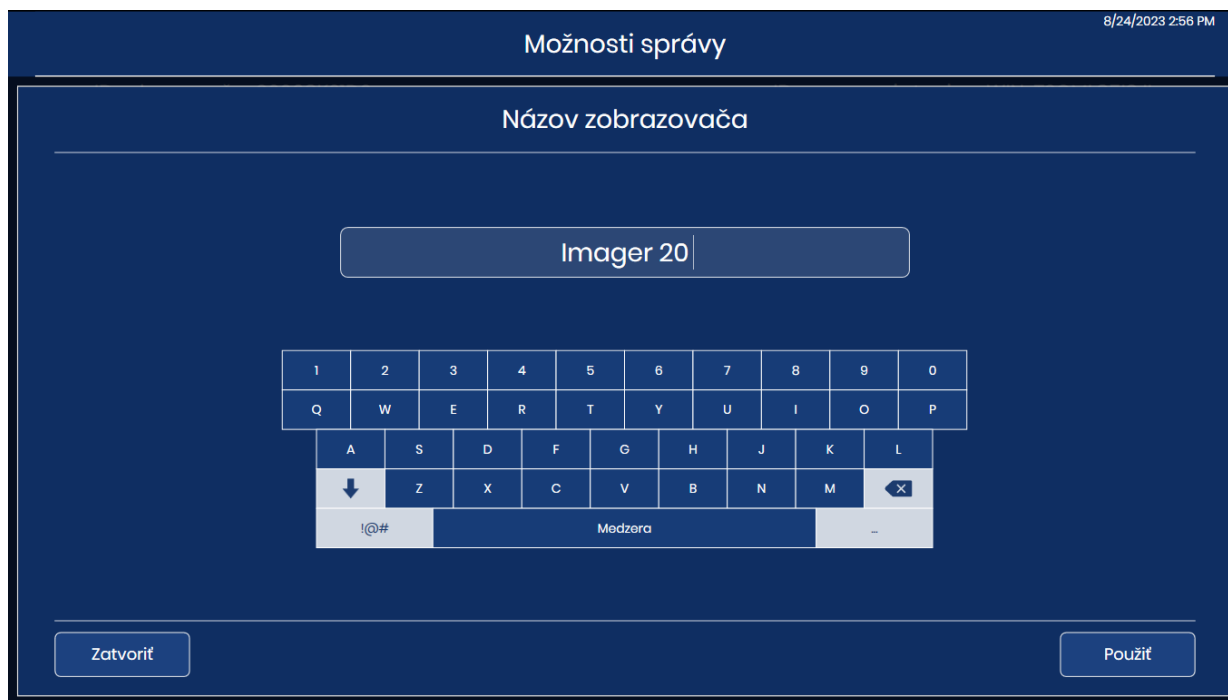 8/24/2023 2:56 PM
Možnosti správy
Názov zobrazovača
Imager 20
1 2 3 4 5 6 7 8 9 0
Q W E R T Y U I O P
A S D F G H J K L
Z X C V B N M
!@# Medzera _
Zatvoriť Použiť